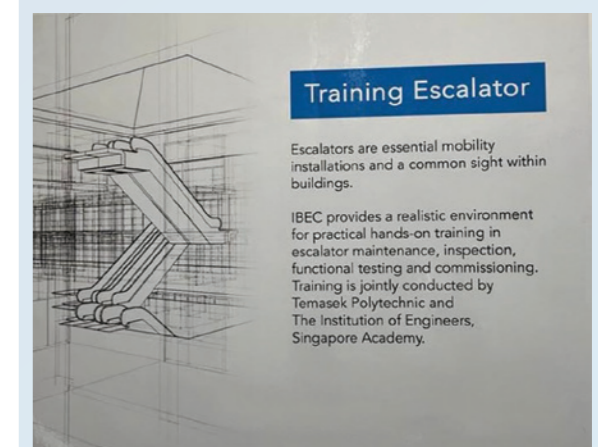 Training Escalator
Escalators are essential mobility
installations and a common sight within
buildings.
IBEC provides a realistic environment
for practical hands-on training in
escalator maintenance, inspection,
functional testing and commissioning.
Training is jointly conducted by
Temasek Polytechnic and
The Institution of Engineers,
Singapore Academy.